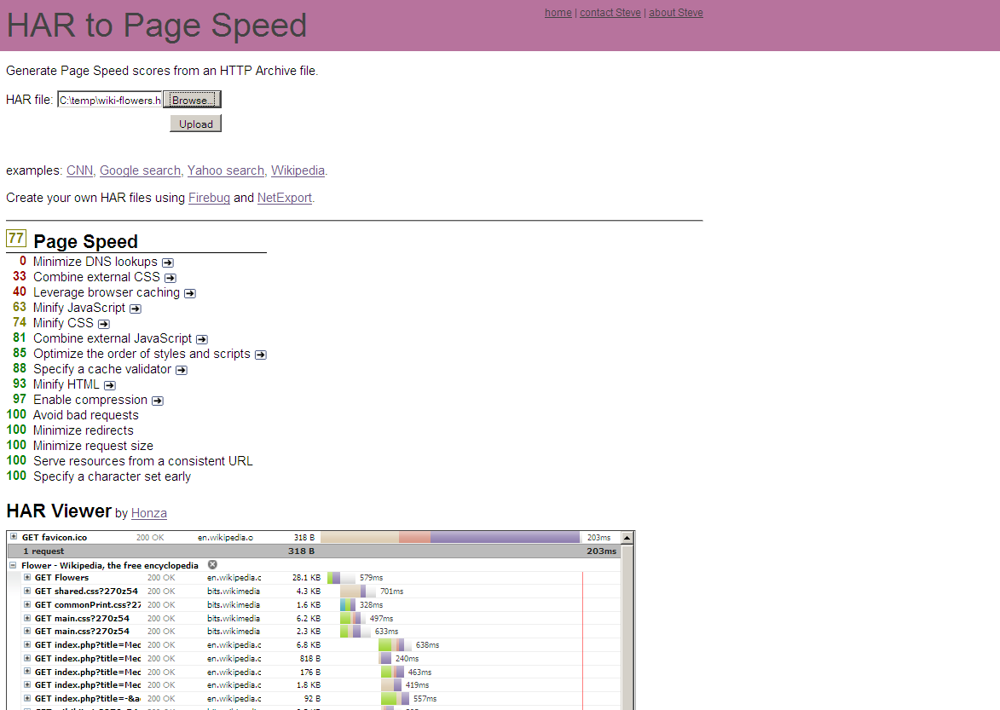 HAR to Page Speed
home | contact Steve | about Steve
Generate Page Speed scores from an HTTP Archive file.
HAR file: C:\temp\wiki-flowers.h Browse...
Upload
examples: CNN, Google search, Yahoo search, Wikipedia.
Create your own HAR files using Firebug and NetExport.
77 Page Speed
0 Minimize DNS lookups
33 Combine external CSS
40 Leverage browser caching
63 Minify JavaScript
74 Minify CSS
81 Combine external JavaScript
85 Optimize the order of styles and scripts
88 Specify a cache validator
93 Minify HTML
97 Enable compression
100 Avoid bad requests
100 Minimize redirects
100 Minimize request size
100 Serve resources from a consistent URL
100 Specify a character set early
HAR Viewer by Honza
GET favicon.ico 200 OK en.wikipedia.o 318 B 203ms
1 request 318 B 203ms
Flower - Wikipedia, the free encyclopedia
GET Flowers 200 OK en.wikipedia.c 28.1 KB 579ms
GET shared.css?270z54 200 OK bits.wikimedia 4.3 KB 701ms
GET commonPrint.css?27 200 OK bits.wikimedia 1.6 KB 328ms
GET main.css?270z54 200 OK bits.wikimedia 6.2 KB 497ms
GET main.css?270z54 200 OK bits.wikimedia 2.3 KB 633ms
GET index.php?title=Med 200 OK en.wikipedia.c 6.8 KB 638ms
GET index.php?title=Med 200 OK en.wikipedia.c 818 B 240ms
GET index.php?title=Med 200 OK en.wikipedia.c 176 B 463ms
GET index.php?title=Med 200 OK en.wikipedia.c 1.8 KB 419ms
GET index.php?title=-&a 200 OK en.wikipedia.c 92 B 557ms